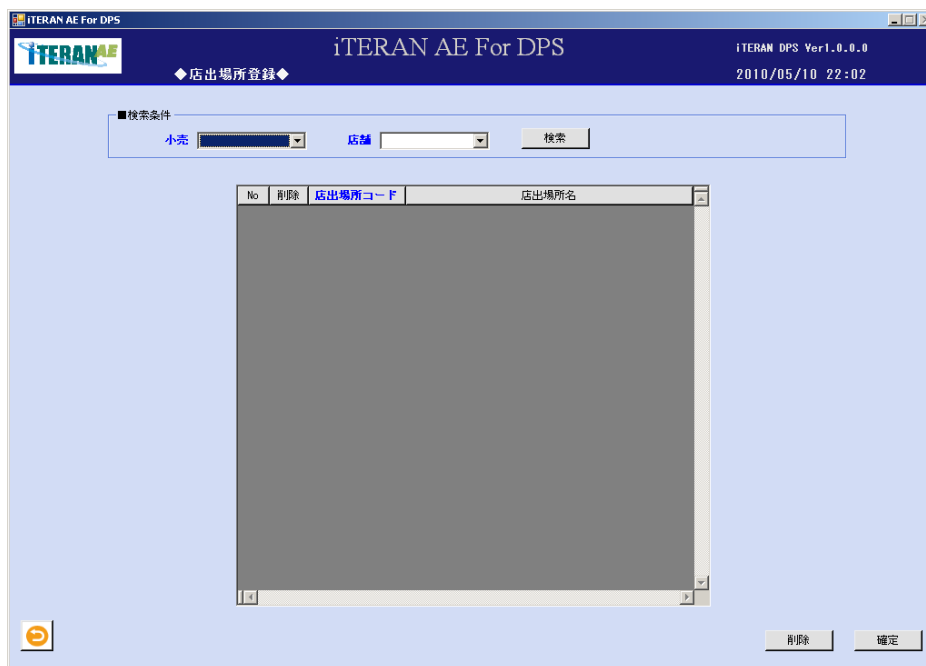 iTERAN AE For DPS
iTERAN AE
iTERAN AE For DPS
iTERAN DPS Ver1.0.0.0
◆店出場所登録◆
2010/05/10 22:02
■検索条件
小売 店舗 検索
No 削除 店出場所コード 店出場所名
削除 確定